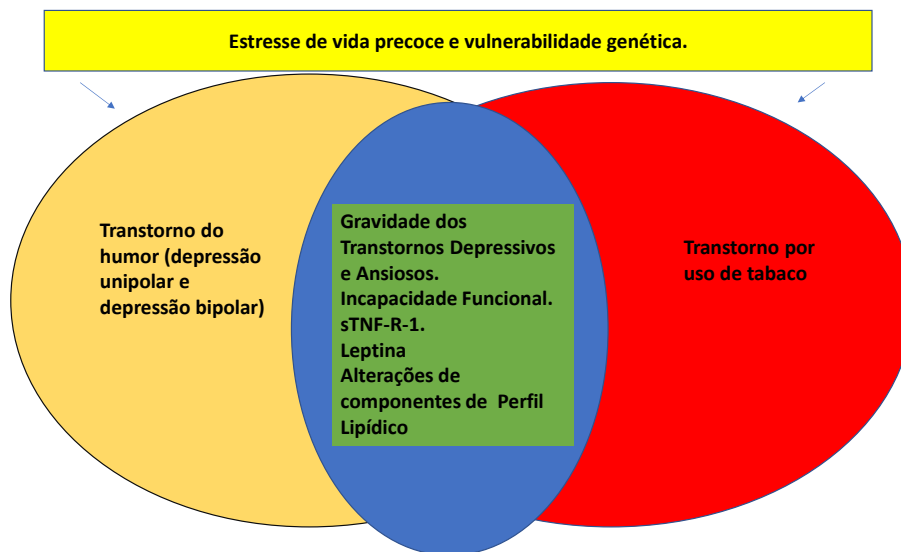 Estresse de vida precoce e vulnerabilidade genética.
Transtorno do
humor (depressão
unipolar e
depressão bipolar)
Gravidade dos
Transtornos Depressivos
e Ansiosos.
Incapacidade Funcional.
sTNF-R-1.
Leptina
Alterações de
componentes de Perfil
Lipídico
Transtorno por
uso de tabaco